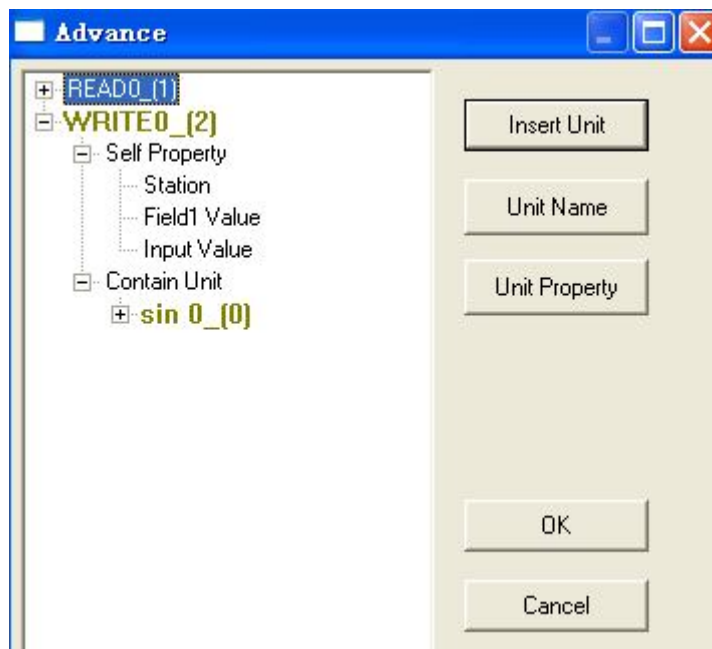 Advance
READ0_(1)
WRITE0_(2)
Self Property
Station
Field1 Value
Input Value
Contain Unit
sin 0_(0)
Insert Unit
Unit Name
Unit Property
OK
Cancel